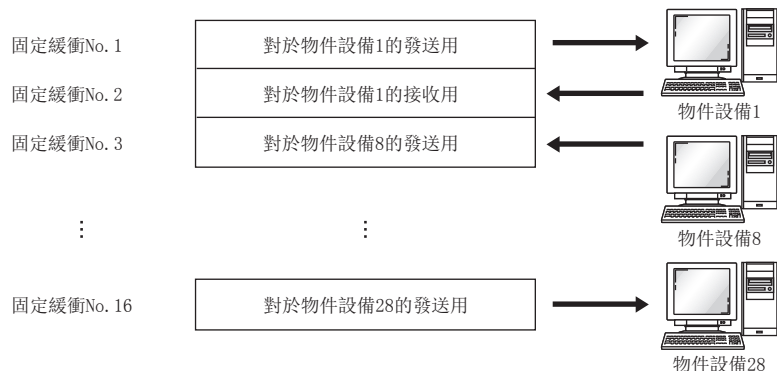 固定緩衝No. 1
對於物件設備1的發送用
固定緩衝No. 2
對於物件設備1的接收用
物件設備1
固定緩衝No. 3
對於物件設備8的發送用
物件設備8
⋮
⋮
固定緩衝No. 16
對於物件設備28的發送用
物件設備28